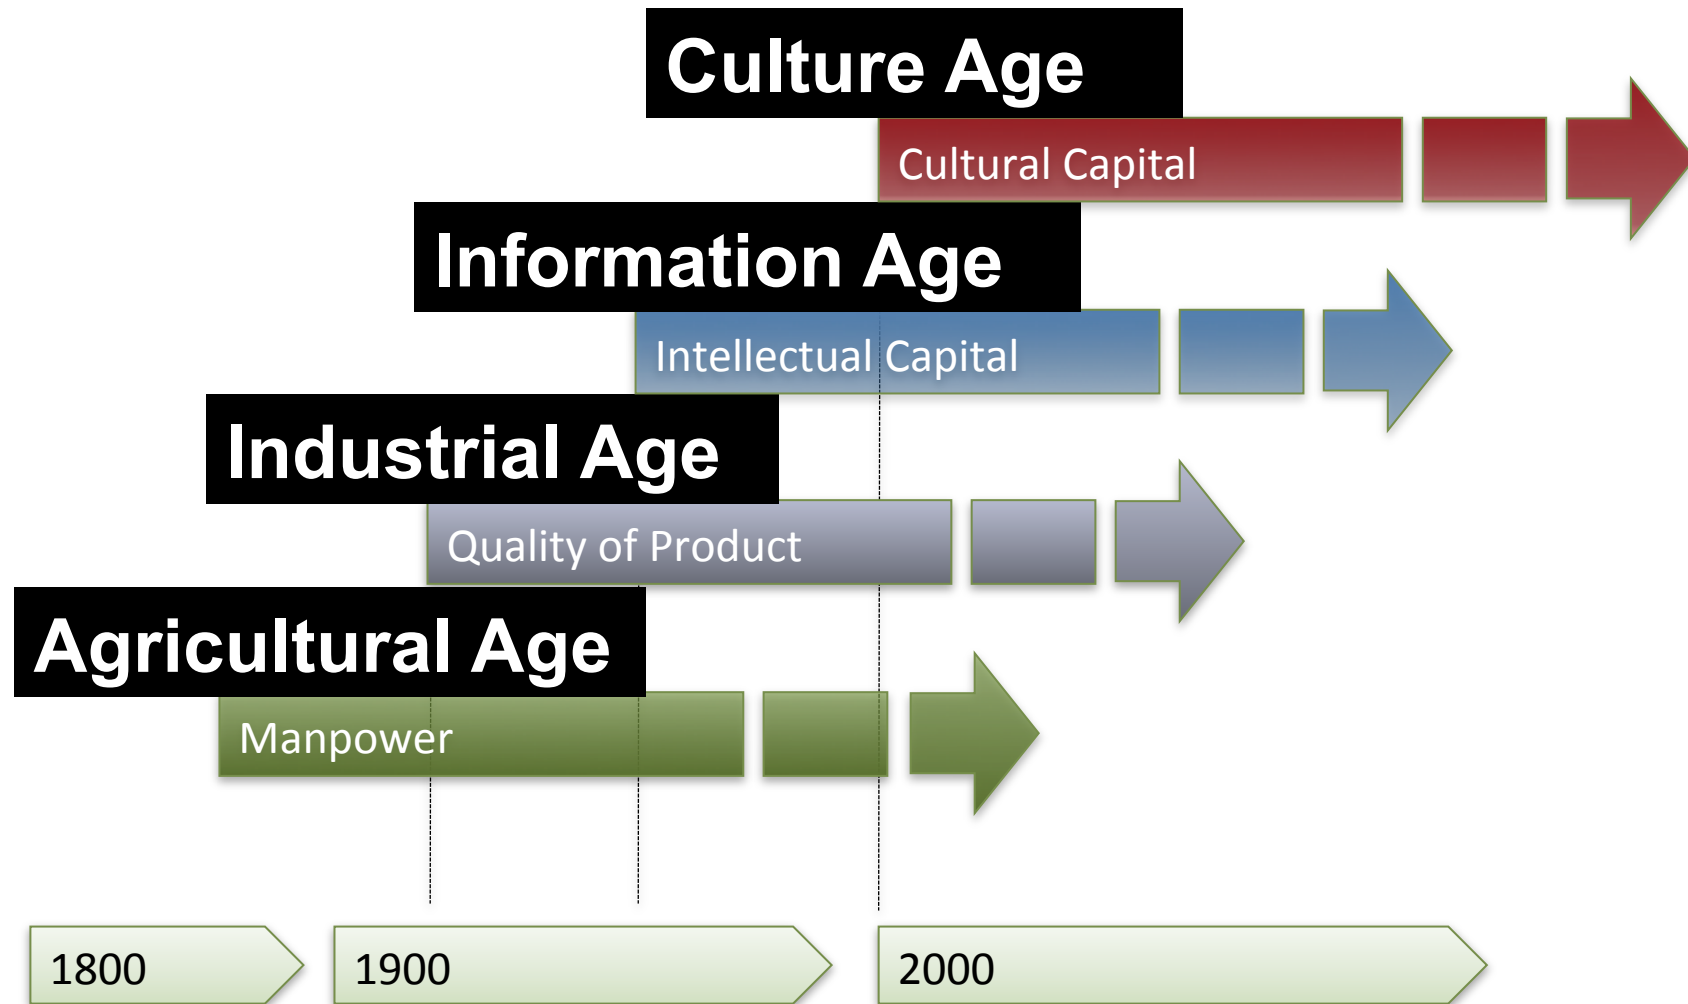 Culture Age
Cultural Capital
Information Age
Intellectual Capital
Industrial Age
Quality of Product
Agricultural Age
Manpower
1800
1900
2000